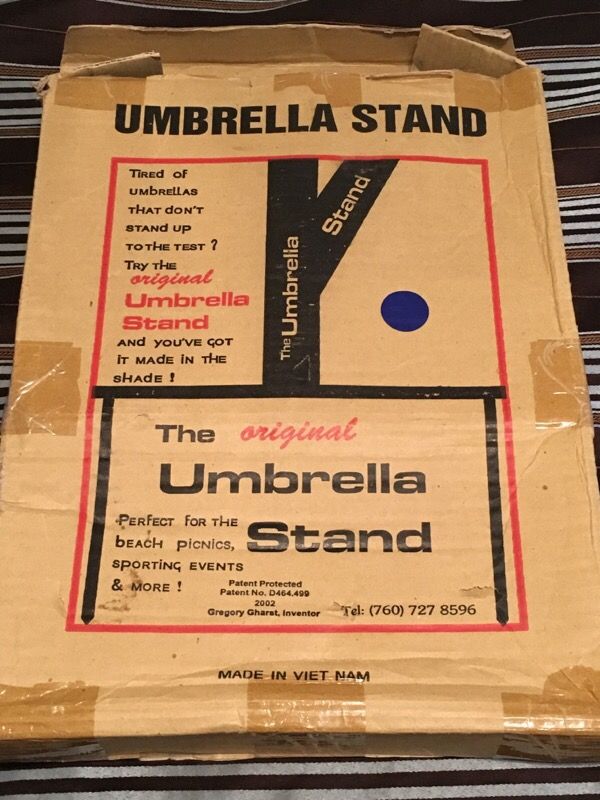 UMBRELLA STAND
Tired of
umbrellas
that don't
stand up
to the test ?
Try the
original
Umbrella
Stand
and you've got
it made in the
shade !
The Umbrella
Stand
The original
Umbrella
Stand
Perfect for the
beach picnics,
sporting events
& more !
Patent Protected
Patent No. D464,499
2002
Gregory Gharst, Inventor
Tel: (760) 727 8596
MADE IN VIET NAM